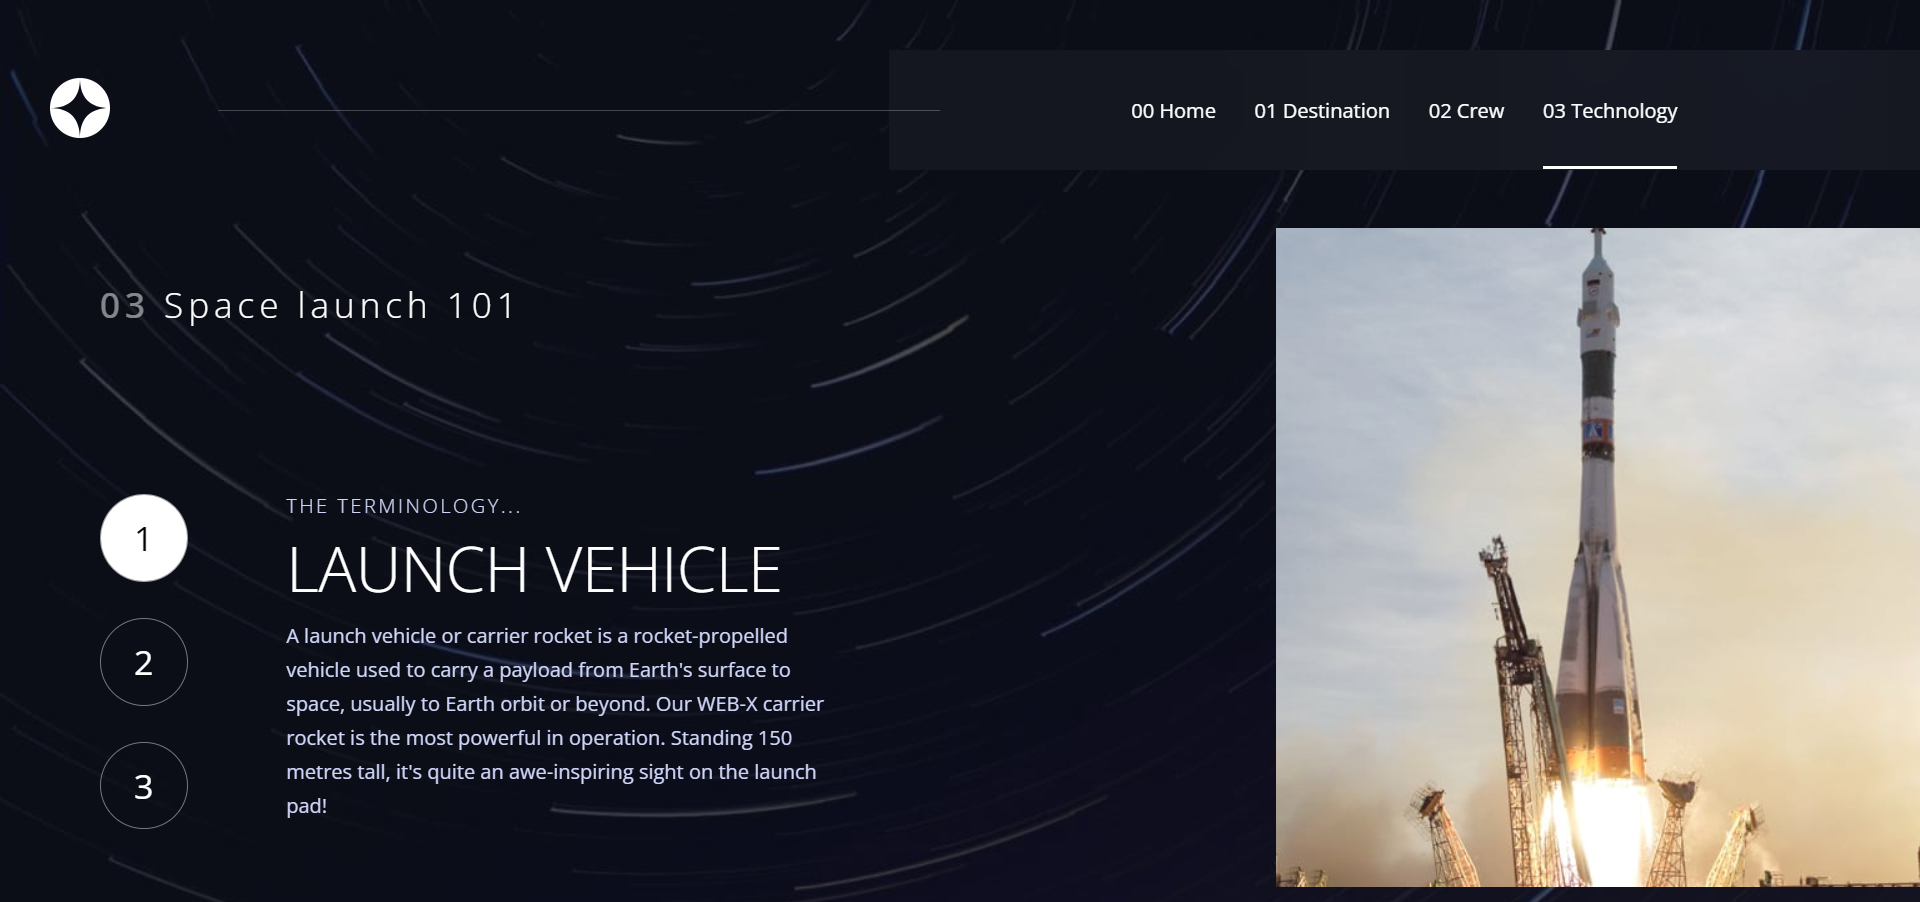 00 Home
01 Destination
02 Crew
03 Technology
03 Space launch 101
1
2
3
THE TERMINOLOGY...
LAUNCH VEHICLE
A launch vehicle or carrier rocket is a rocket-propelled
vehicle used to carry a payload from Earth's surface to
space, usually to Earth orbit or beyond. Our WEB-X carrier
rocket is the most powerful in operation. Standing 150
metres tall, it's quite an awe-inspiring sight on the launch
pad!